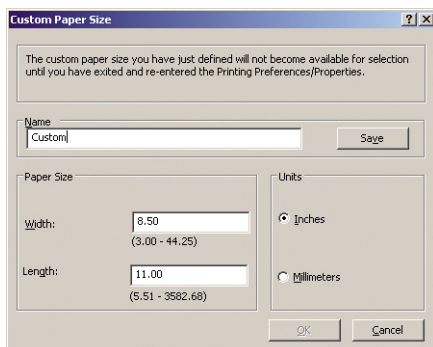 Custom Paper Size
The custom paper size you have just defined will not become available for selection
until you have exited and re-entered the Printing Preferences/Properties.
Name
Custom
Save
Paper Size
Width:
8.50
(3.00 - 44.25)
Length:
11.00
(5.51 - 3582.68)
Units
Inches
Millimeters
OK
Cancel